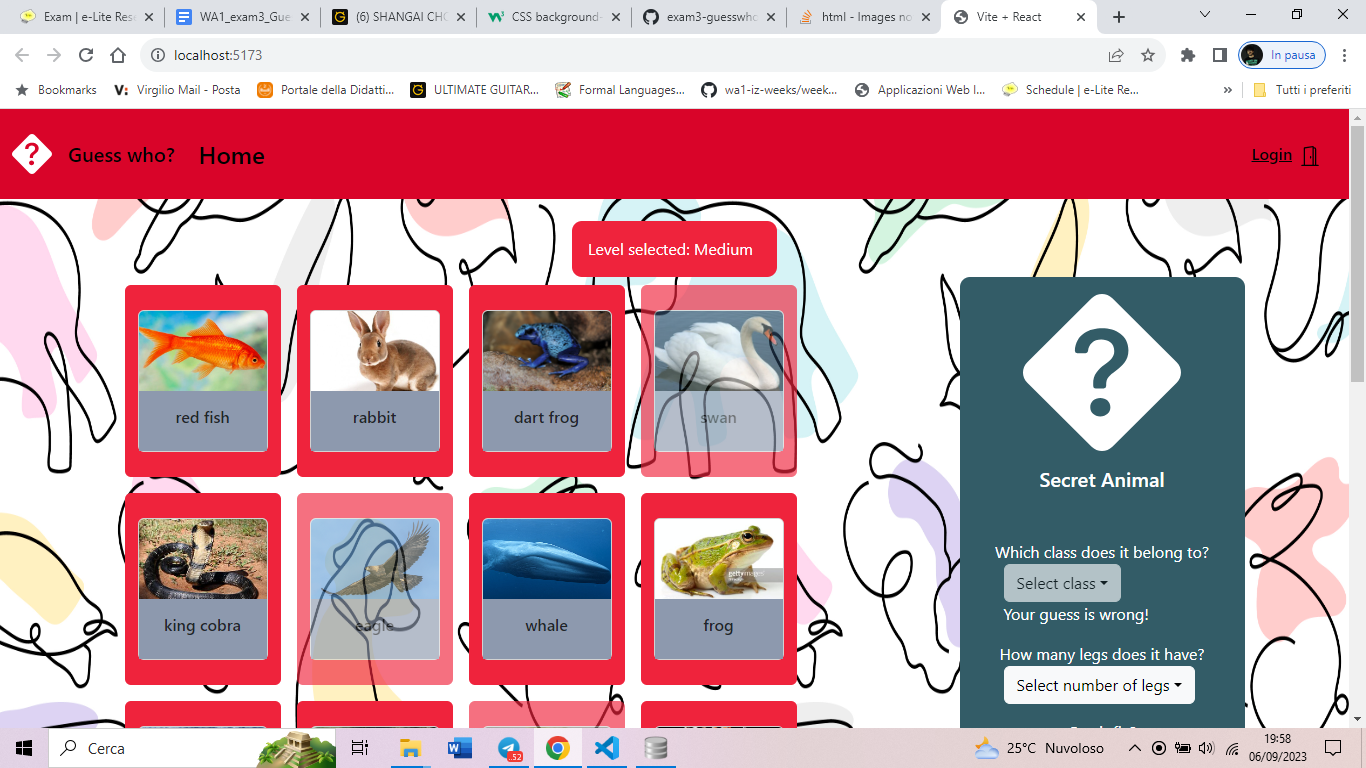 Exam | e-Lite Rese
WA1_exam3_Gue
(6) SHANGAI CHO
CSS background-
exam3-guesswho
html - Images no
Vite + React
localhost:5173
In pausa
Bookmarks
Virgilio Mail - Posta
Portale della Didatti...
ULTIMATE GUITAR...
Formal Languages...
wa1-iz-weeks/week...
Applicazioni Web I...
Schedule | e-Lite Re...
»
Tutti i preferiti
? Guess who? Home
Login
Level selected: Medium
red fish
rabbit
dart frog
swan
?
Secret Animal
king cobra
eagle
whale
frog
gettyimages
Which class does it belong to?
Select class
Your guess is wrong!
How many legs does it have?
Select number of legs
Cerca
25°C Nuvoloso
19:58
06/09/2023